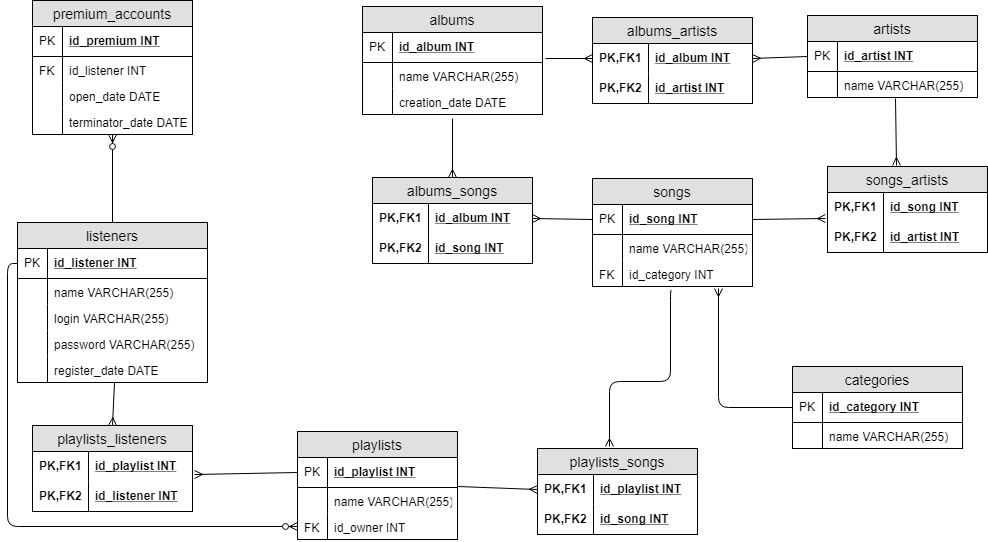 premium_accounts
PK id_premium INT
FK id_listener INT
open_date DATE
terminator_date DATE
albums
PK id_album INT
name VARCHAR(255)
creation_date DATE
albums_artists
PK,FK1 id_album INT
PK,FK2 id_artist INT
artists
PK id_artist INT
name VARCHAR(255)
albums_songs
PK,FK1 id_album INT
PK,FK2 id_song INT
songs
PK id_song INT
name VARCHAR(255)
FK id_category INT
songs_artists
PK,FK1 id_song INT
PK,FK2 id_artist INT
listeners
PK id_listener INT
name VARCHAR(255)
login VARCHAR(255)
password VARCHAR(255)
register_date DATE
categories
PK id_category INT
name VARCHAR(255)
playlists_listeners
PK,FK1 id_playlist INT
PK,FK2 id_listener INT
playlists
PK id_playlist INT
name VARCHAR(255)
FK id_owner INT
playlists_songs
PK,FK1 id_playlist INT
PK,FK2 id_song INT